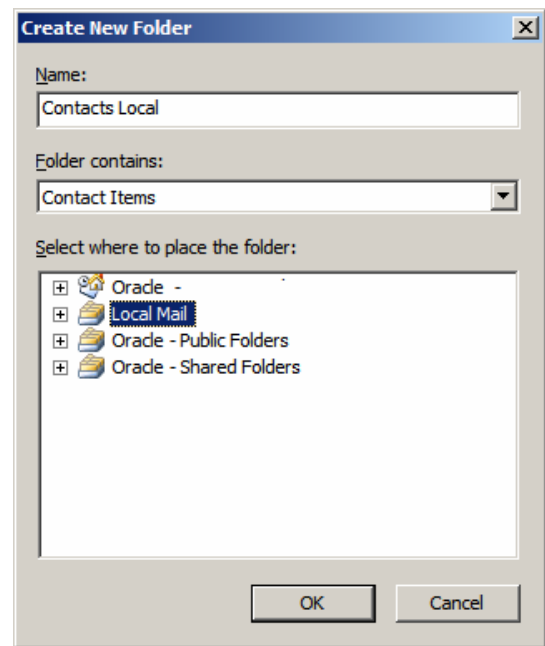 Create New Folder
Name:
Contacts Local
Folder contains:
Contact Items
Select where to place the folder:
Oracle -
Local Mail
Oracle - Public Folders
Oracle - Shared Folders
OK Cancel